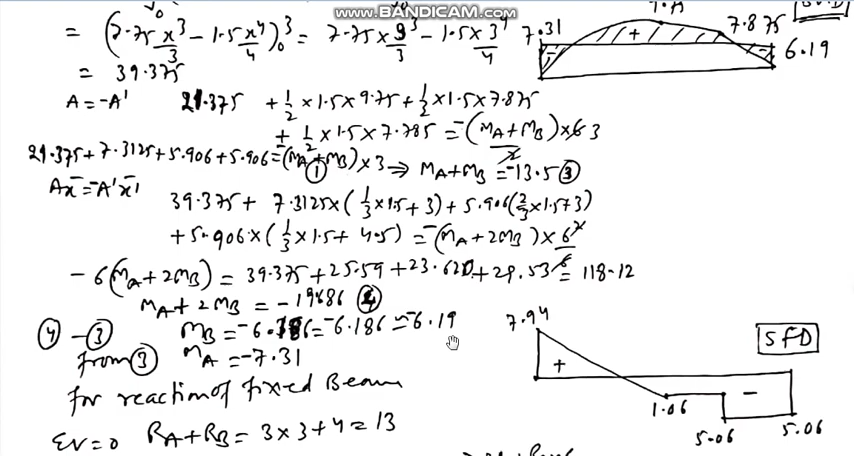 WWW.BANDICAM.COM
= (7.75 x³/3 - 1.5 x⁴/4)₀³ = 7.75 × 3³/3 - 1.5 × 3⁴/4
= 39.375
7.31 + 7.875 - 6.19
A = -A' 21.375 + 1/2 × 1.5 × 9.75 + 1/2 × 1.5 × 7.875
+ 1/2 × 1.5 × 7.785 = -(MA + MB) × 3
21.375 + 7.3125 + 5.906 + 5.906 = -(MA + MB) × 3 ⇒ MA + MB = -13.5 ③
Ax̄ = -A'x̄' 39.375 + 7.3125 × (1/3 × 1.5 + 3) + 5.906 (2/3 × 1.5 + 3)
+ 5.906 × (1/3 × 1.5 + 4.5) = -(MA + 2MB) × 6
- 6(MA + 2MB) = 39.375 + 25.59 + 23.62 + 29.53 = 118.12
MA + 2MB = -19.686 ④
④ - ③ MB = -6.186 = -6.186 ≃ -6.19
from ③ MA = -7.31
for reaction of fixed Beam
ΣV = 0 RA + RB = 3 × 3 + 4 = 13
7.94 SFD
+ -
1.06
5.06 5.06